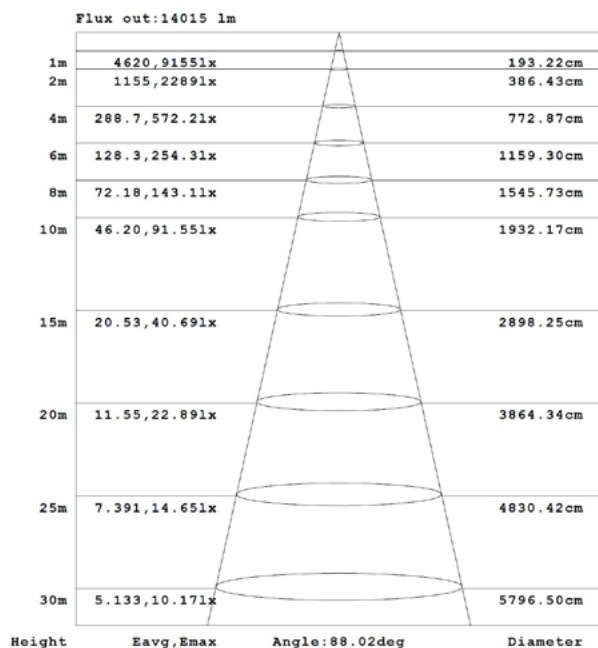 Flux out:14015 lm
1m 4620,9155lx 193.22cm
2m 1155,2289lx 386.43cm
4m 288.7,572.2lx 772.87cm
6m 128.3,254.3lx 1159.30cm
8m 72.18,143.1lx 1545.73cm
10m 46.20,91.55lx 1932.17cm
15m 20.53,40.69lx 2898.25cm
20m 11.55,22.89lx 3864.34cm
25m 7.391,14.65lx 4830.42cm
30m 5.133,10.17lx 5796.50cm
Height Eavg,Emax Angle:88.02deg Diameter